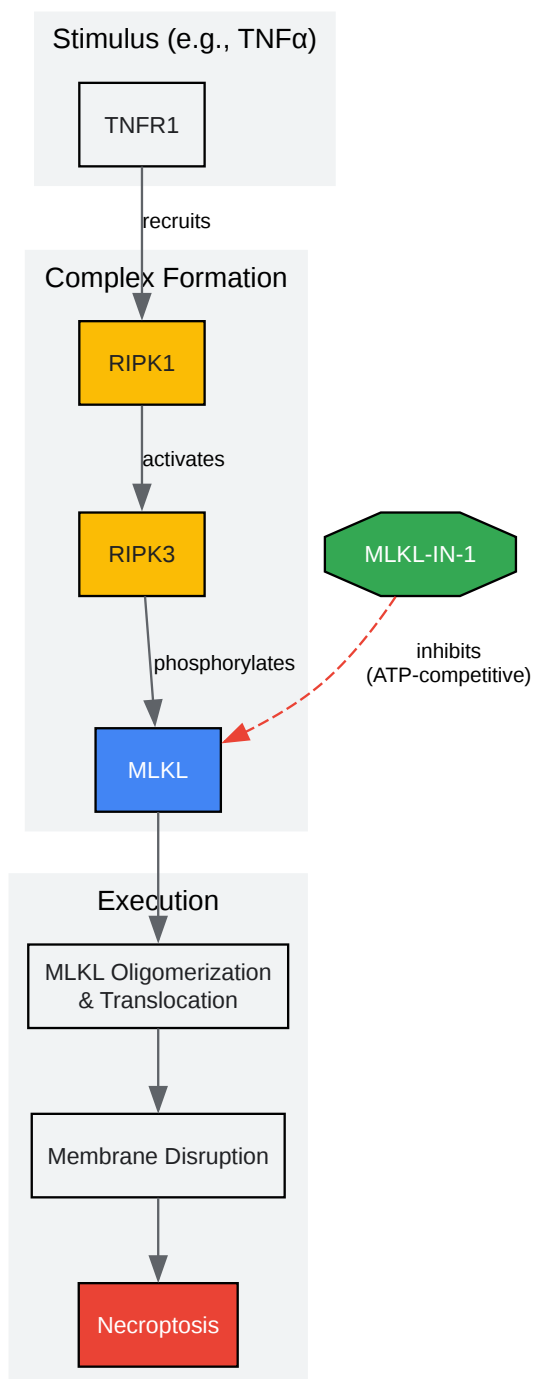 Stimulus (e.g., TNFα)
TNFR1
recruits
Complex Formation
RIPK1
activates
RIPK3
MLKL-IN-1
inhibits
(ATP-competitive)
phosphorylates
MLKL
Execution
MLKL Oligomerization
& Translocation
Membrane Disruption
Necroptosis